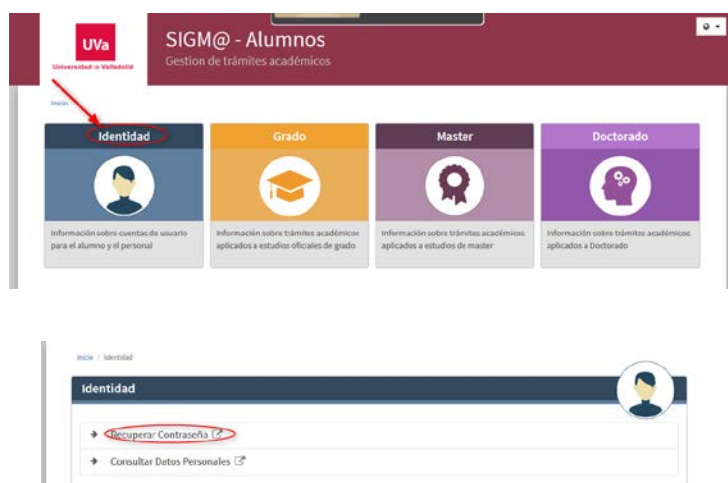 UVa
Universidad de Valladolid
SIGM@ - Alumnos
Gestion de trámites académicos
Inicio
Identidad
Grado
Master
Doctorado
Información sobre cuentas de usuario
para el alumno y el personal
Información sobre trámites académicos
aplicados a estudios oficiales de grado
Información sobre trámites académicos
aplicados a estudios de master
Información sobre trámites académicos
aplicados a Doctorado
Inicio / Identidad
Identidad
Recuperar Contraseña
Consultar Datos Personales